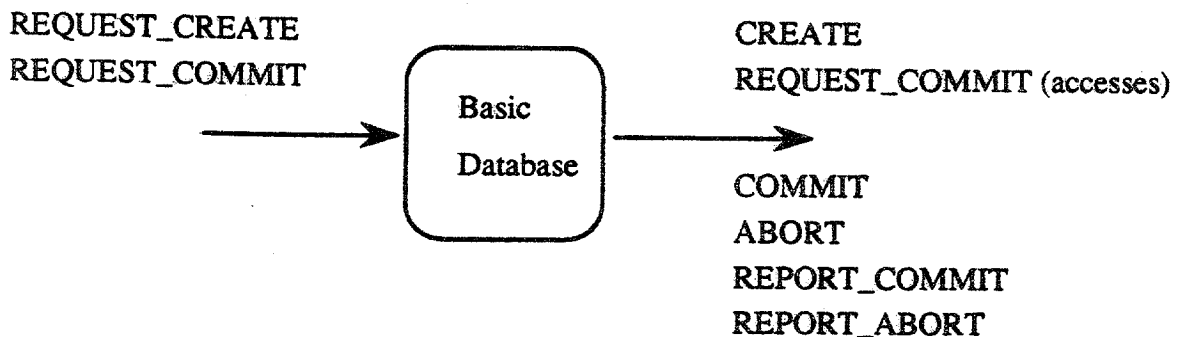 REQUEST_CREATE
REQUEST_COMMIT
Basic
Database
CREATE
REQUEST_COMMIT (accesses)
COMMIT
ABORT
REPORT_COMMIT
REPORT_ABORT